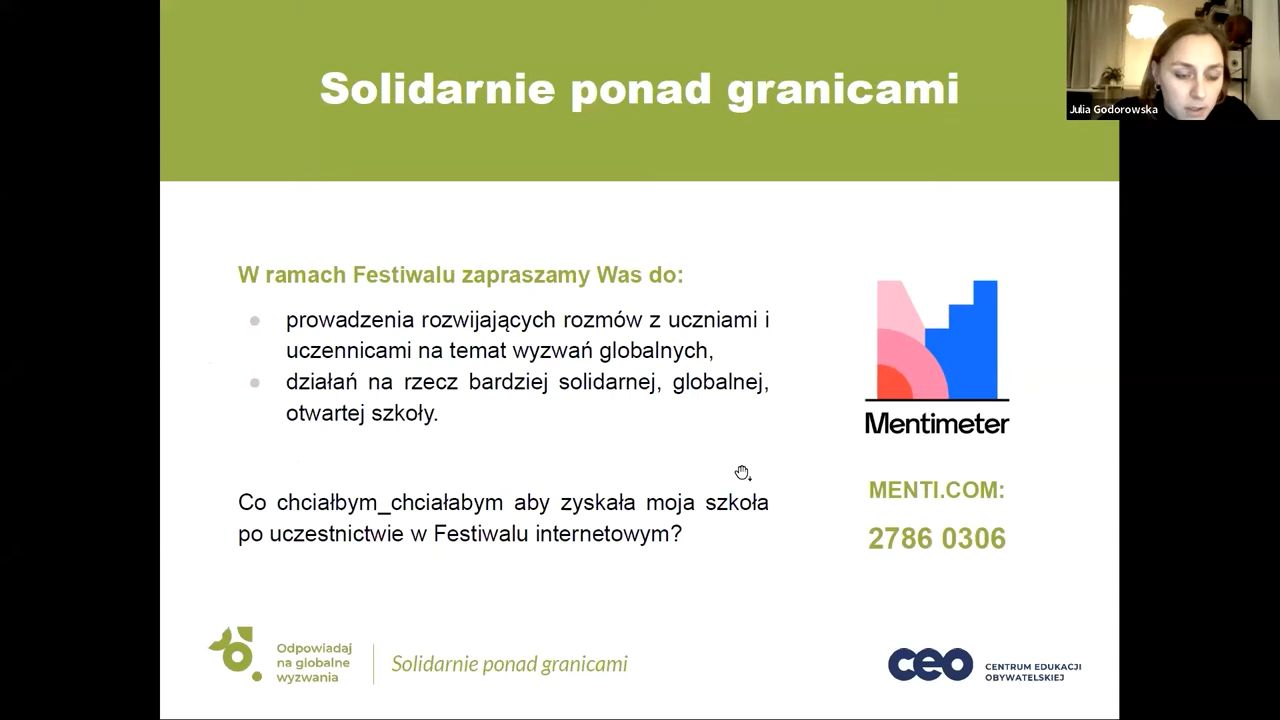 Solidarnie ponad granicami
Julia Godorowska
W ramach Festiwalu zapraszamy Was do:
prowadzenia rozwijających rozmów z uczniami i
uczennicami na temat wyzwań globalnych,
działań na rzecz bardziej solidarnej, globalnej,
otwartej szkoły.
Co chciałbym_chciałabym aby zyskała moja szkoła
po uczestnictwie w Festiwalu internetowym?
Mentimeter
MENTI.COM:
2786 0306
Odpowiadaj
na globalne
wyzwania
Solidarnie ponad granicami
ceo
CENTRUM EDUKACJI
OBYWATELSKIEJ